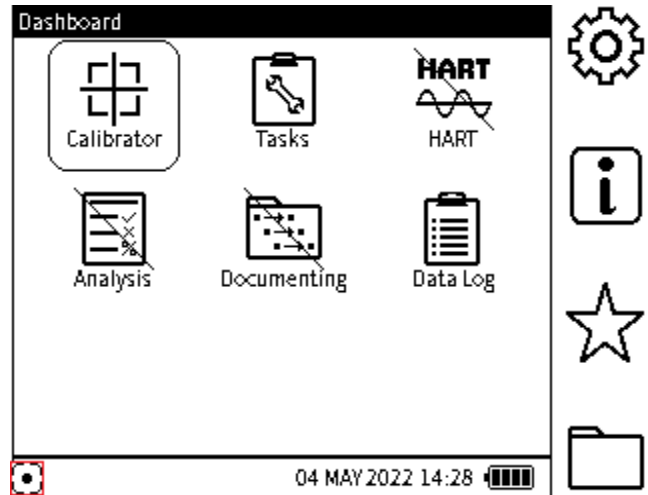 Dashboard
HART
Calibrator Tasks HART
Analysis Documenting Data Log
04 MAY 2022 14:28